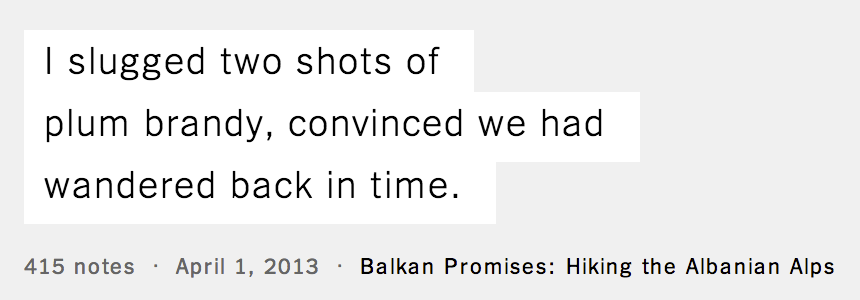 I slugged two shots of
plum brandy, convinced we had
wandered back in time.
415 notes · April 1, 2013 · Balkan Promises: Hiking the Albanian Alps